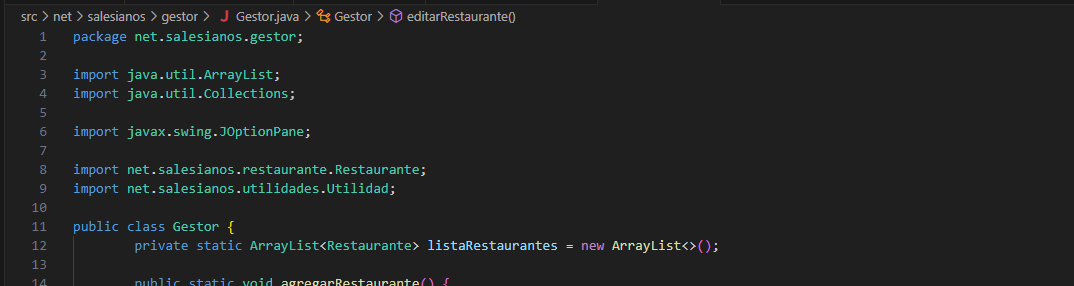 src > net > salesianos > gestor > J Gestor.java > Gestor > editarRestaurante()
1 package net.salesianos.gestor;
2
3 import java.util.ArrayList;
4 import java.util.Collections;
5
6 import javax.swing.JOptionPane;
7
8 import net.salesianos.restaurante.Restaurante;
9 import net.salesianos.utilidades.Utilidad;
10
11 public class Gestor {
12 private static ArrayList<Restaurante> listaRestaurantes = new ArrayList<>();
13
14 public static void agregarRestaurante() {